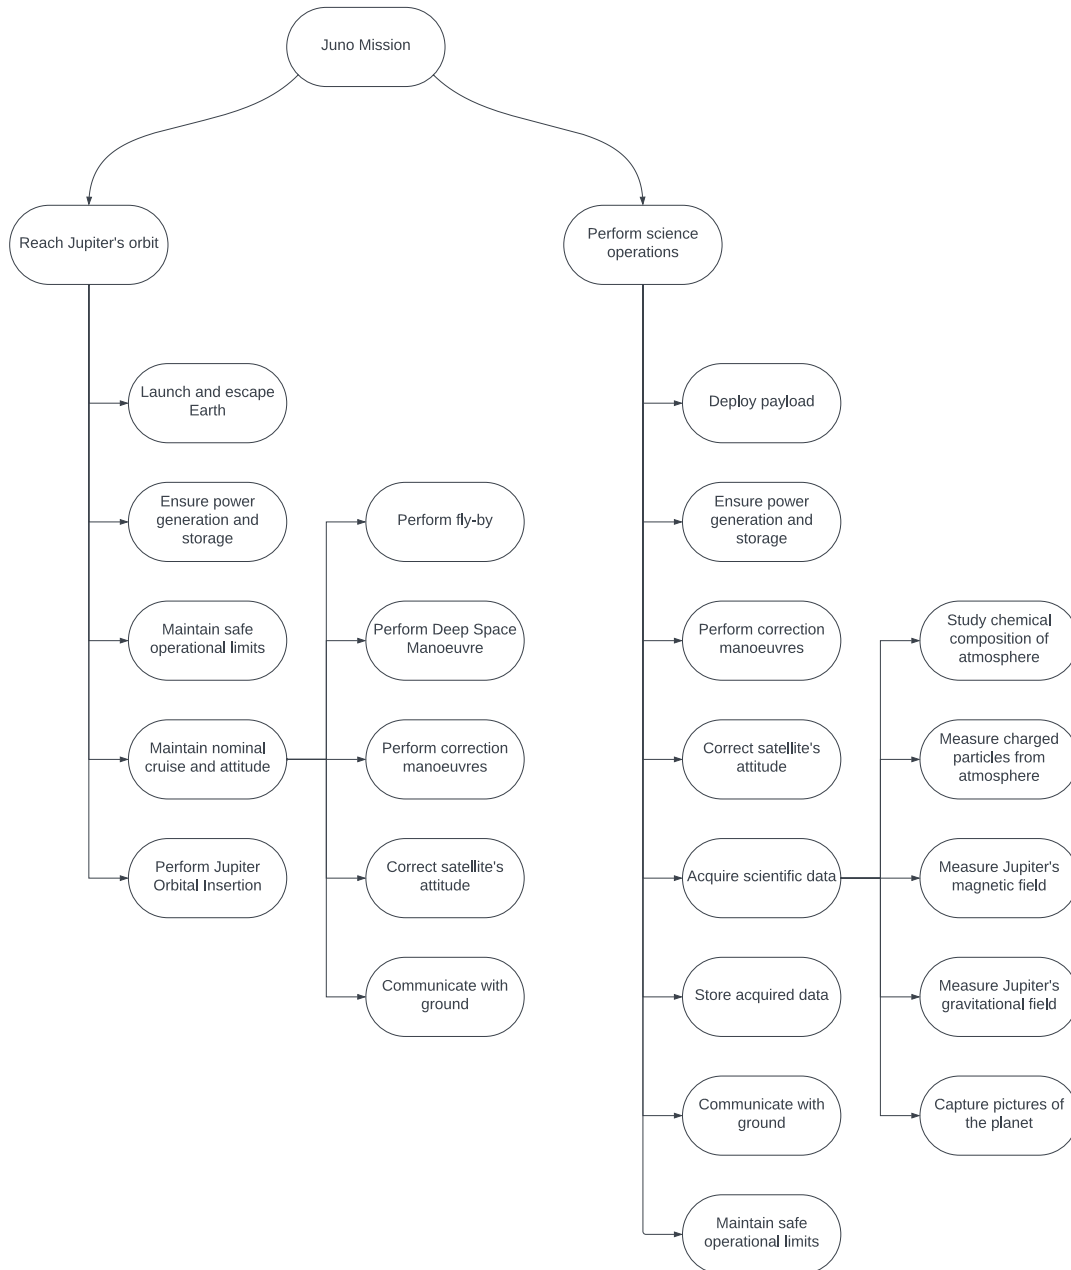 Juno Mission
Reach Jupiter's orbit
Perform science
operations
Launch and escape
Earth
Ensure power
generation and
storage
Maintain safe
operational limits
Maintain nominal
cruise and attitude
Perform Jupiter
Orbital Insertion
Perform fly-by
Perform Deep Space
Manoeuvre
Perform correction
manoeuvres
Correct satellite's
attitude
Communicate with
ground
Deploy payload
Ensure power
generation and
storage
Perform correction
manoeuvres
Correct satellite's
attitude
Acquire scientific data
Store acquired data
Communicate with
ground
Maintain safe
operational limits
Study chemical
composition of
atmosphere
Measure charged
particles from
atmosphere
Measure Jupiter's
magnetic field
Measure Jupiter's
gravitational field
Capture pictures of
the planet